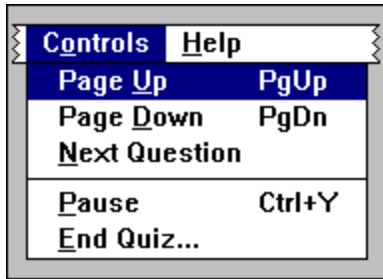 Controls Help
Page Up PgUp
Page Down PgDn
Next Question
Pause Ctrl+Y
End Quiz...